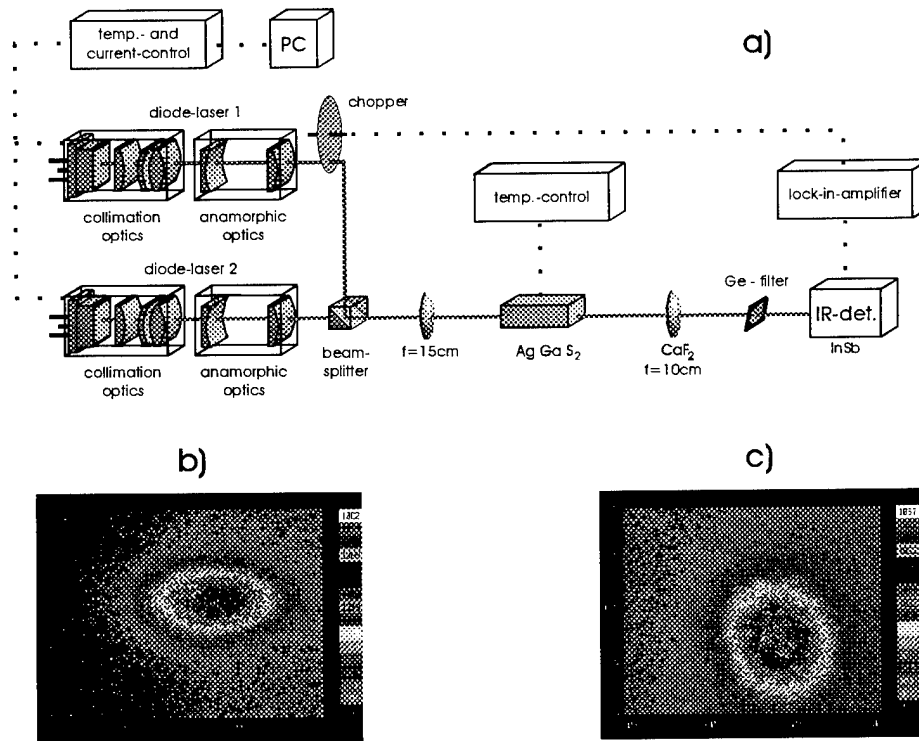 temp.- and
current-control
PC
a)
chopper
diode-laser 1
collimation
optics
anamorphic
optics
temp.-control
lock-in-amplifier
diode-laser 2
collimation
optics
anamorphic
optics
beam-
splitter
f=15cm
Ag Ga S2
CaF2
f=10cm
Ge - filter
IR-det.
InSb
b)
c)